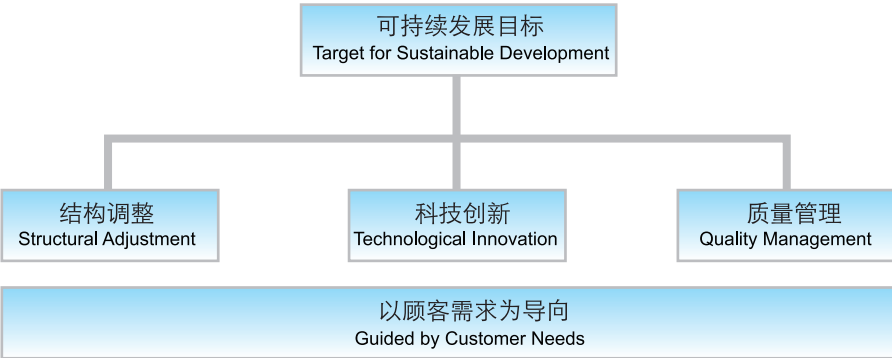 可持续发展目标
Target for Sustainable Development
结构调整
Structural Adjustment
科技创新
Technological Innovation
质量管理
Quality Management
以顾客需求为导向
Guided by Customer Needs